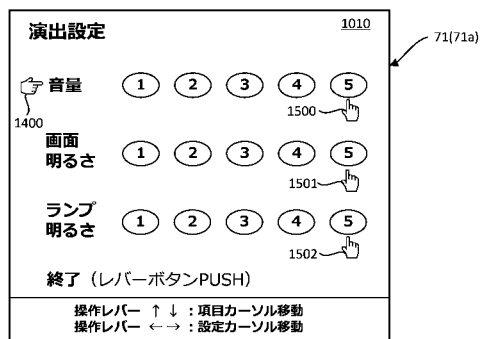 演出設定 1010
71(71a)
音量 1 2 3 4 5
1400
1500
画面
明るさ 1 2 3 4 5
1501
ランプ
明るさ 1 2 3 4 5
1502
終了（レバーボタンPUSH）
操作レバー ↑↓：項目カーソル移動
操作レバー ←→：設定カーソル移動